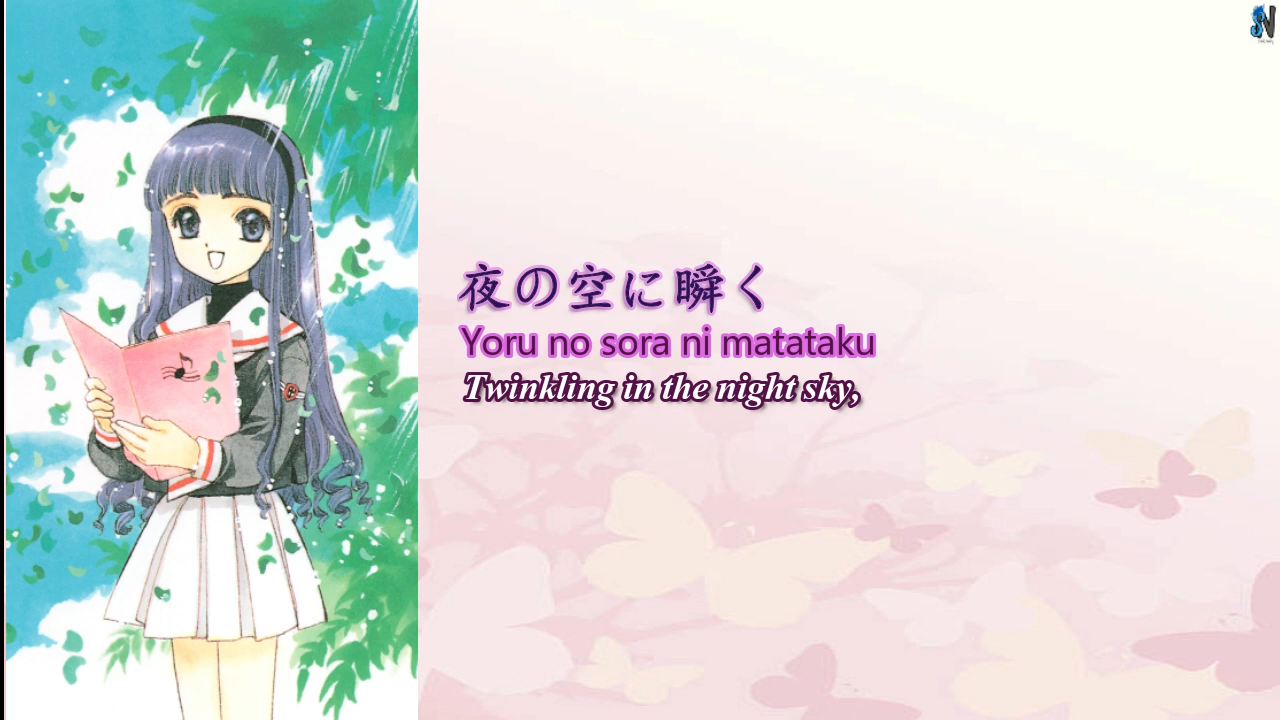 夜の空に瞬く
Yoru no sora ni matataku
Twinkling in the night sky,